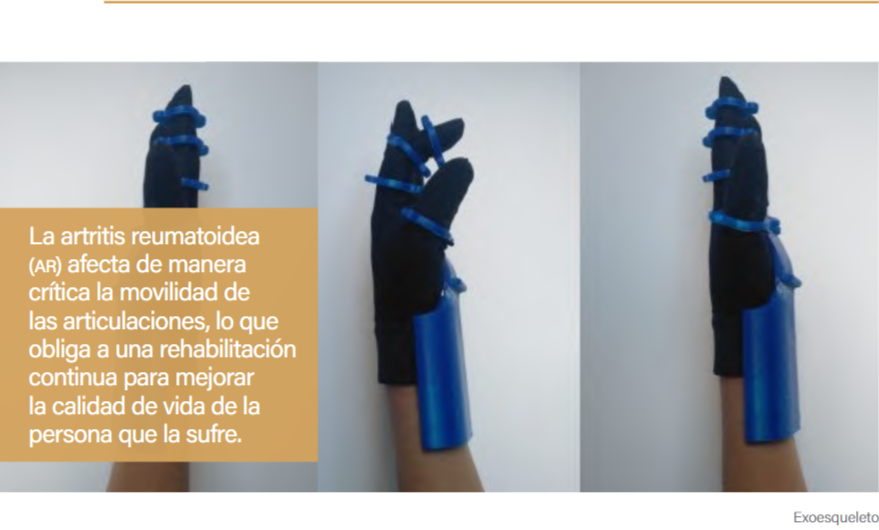 La artritis reumatoidea
(AR) afecta de manera
crítica la movilidad de
las articulaciones, lo que
obliga a una rehabilitación
continua para mejorar
la calidad de vida de la
persona que la sufre.
Exoesqueleto